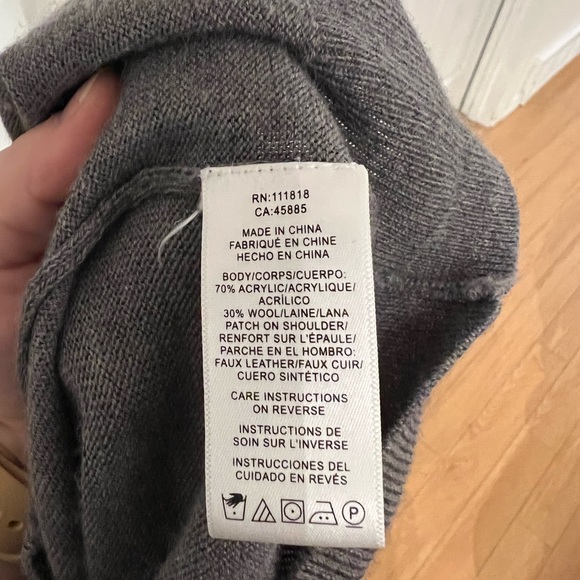 RN:111818
CA:45885
MADE IN CHINA
FABRIQUÉ EN CHINE
HECHO EN CHINA
BODY/CORPS/CUERPO:
70% ACRYLIC/ACRYLIQUE/
ACRÍLICO
30% WOOL/LAINE/LANA
PATCH ON SHOULDER/
RENFORT SUR L'ÉPAULE/
PARCHE EN EL HOMBRO:
FAUX LEATHER/FAUX CUIR/
CUERO SINTÉTICO
CARE INSTRUCTIONS
ON REVERSE
INSTRUCTIONS DE
SOIN SUR L'INVERSE
INSTRUCCIONES DEL
CUIDADO EN REVÉS
P